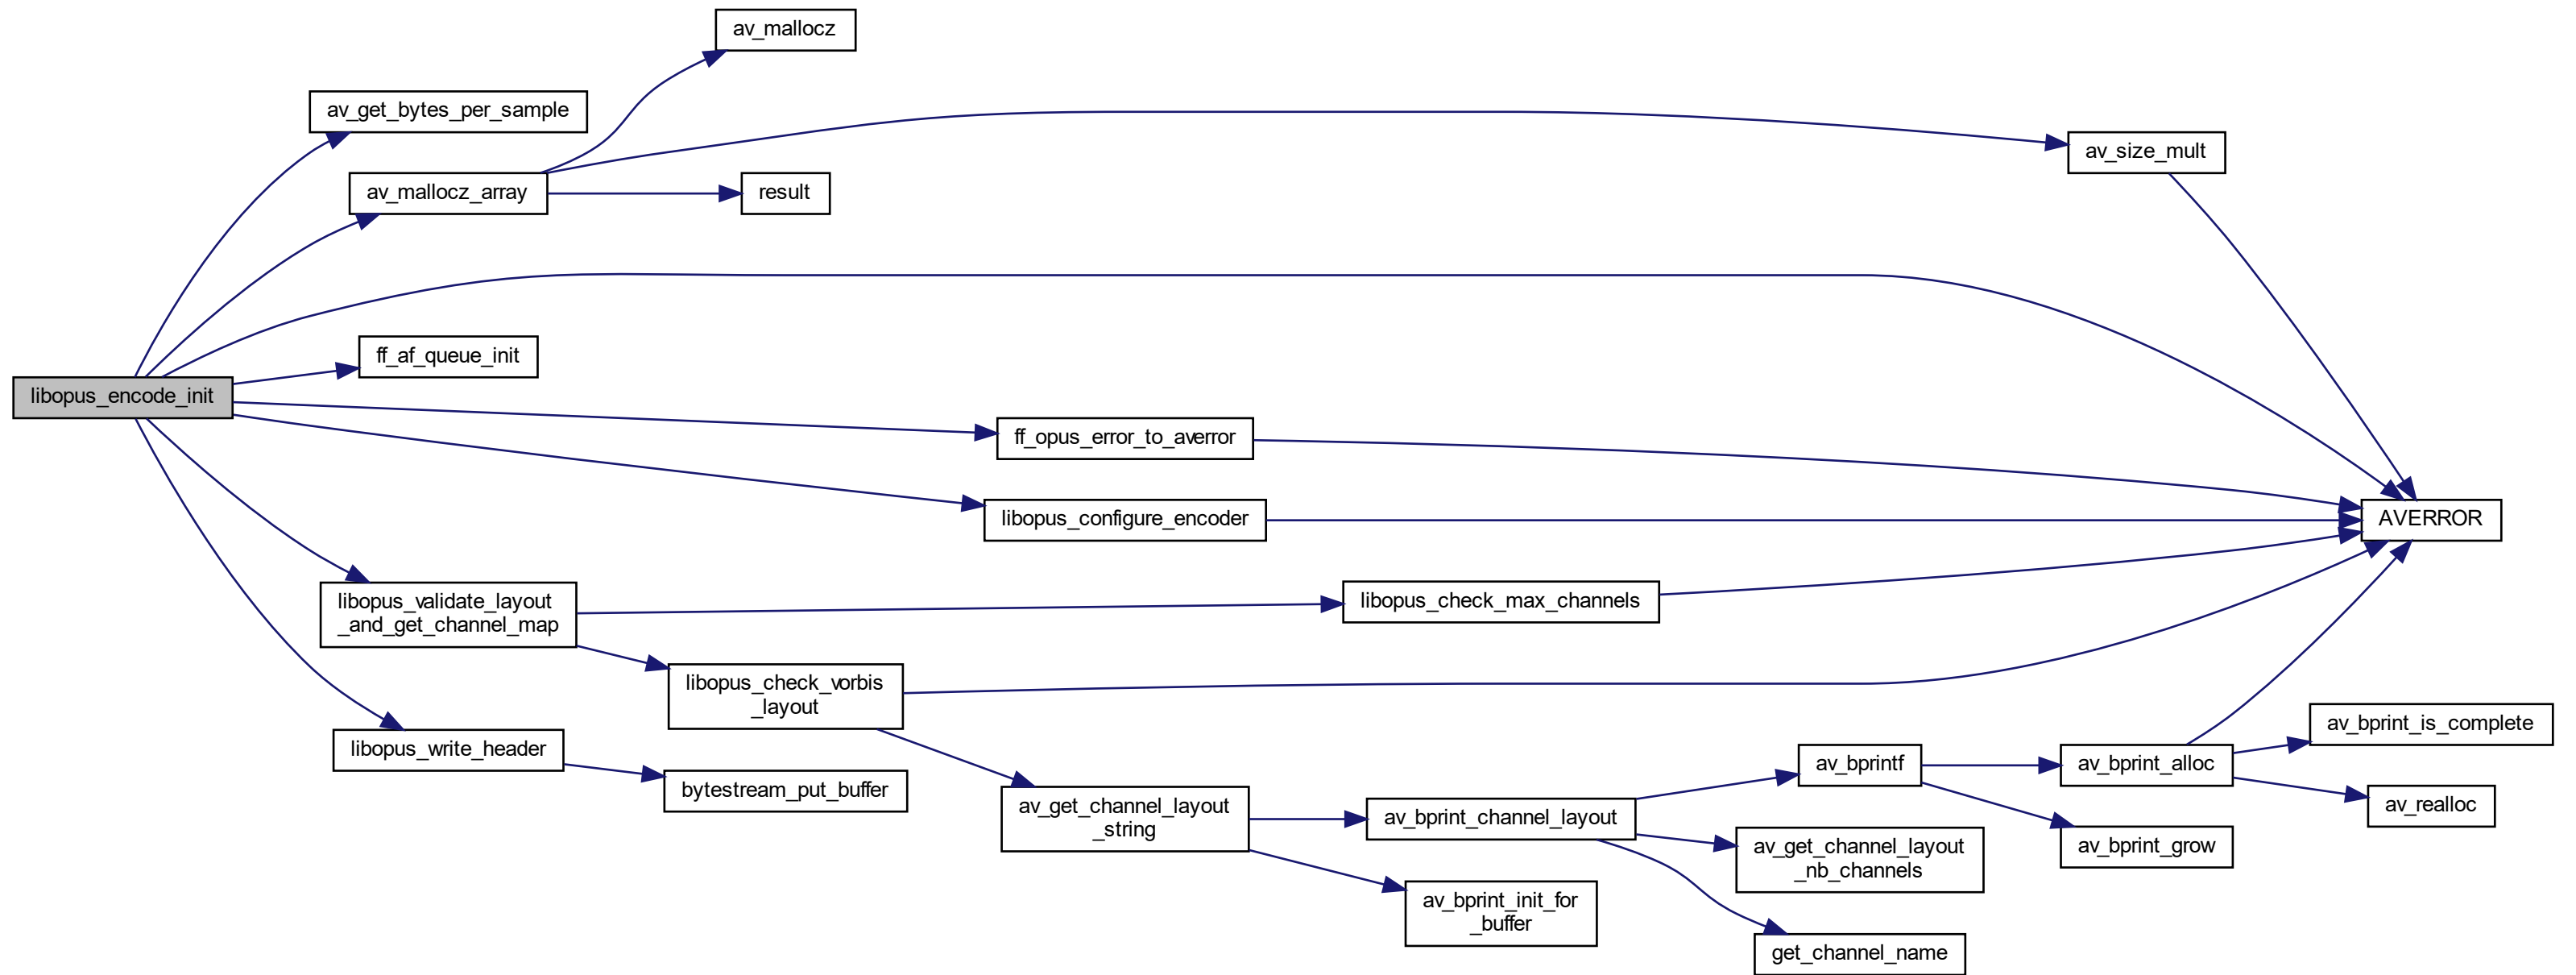 av_mallocz
av_get_bytes_per_sample
av_size_mult
av_mallocz_array
result
ff_af_queue_init
libopus_encode_init
ff_opus_error_to_averror
libopus_configure_encoder
AVERROR
libopus_validate_layout
_and_get_channel_map
libopus_check_max_channels
libopus_check_vorbis
_layout
av_bprint_is_complete
libopus_write_header
av_bprintf
av_bprint_alloc
bytestream_put_buffer
av_get_channel_layout
_string
av_bprint_channel_layout
av_realloc
av_get_channel_layout
_nb_channels
av_bprint_grow
av_bprint_init_for
_buffer
get_channel_name